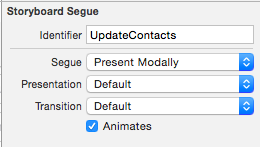 Storyboard Segue
Identifier UpdateContacts
Segue Present Modally
Presentation Default
Transition Default
Animates